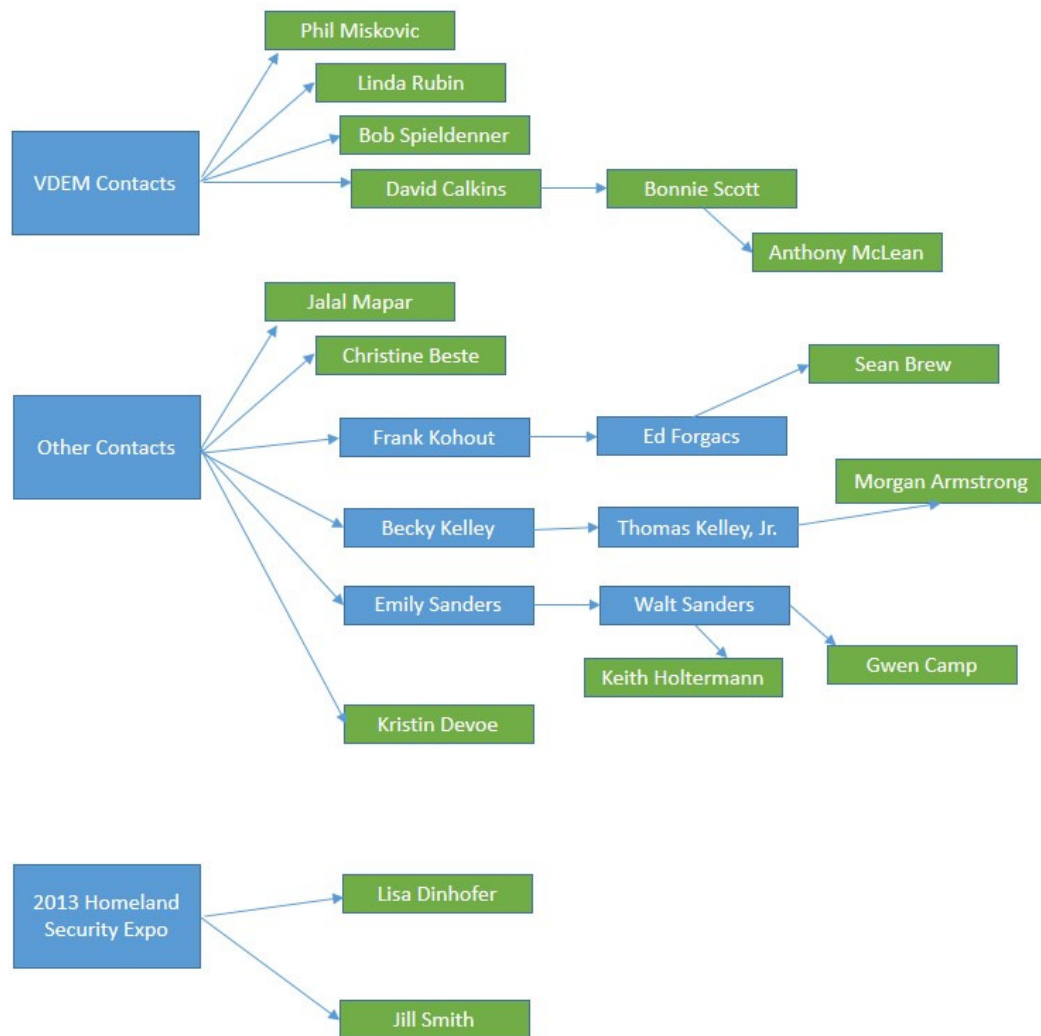 Phil Miskovic
Linda Rubin
Bob Spieldenner
VDEM Contacts
David Calkins
Bonnie Scott
Anthony McLean
Jalal Mapar
Christine Beste
Sean Brew
Other Contacts
Frank Kohout
Ed Forgacs
Morgan Armstrong
Becky Kelley
Thomas Kelley, Jr.
Emily Sanders
Walt Sanders
Keith Holtermann
Gwen Camp
Kristin Devoe
2013 Homeland
Security Expo
Lisa Dinhofer
Jill Smith